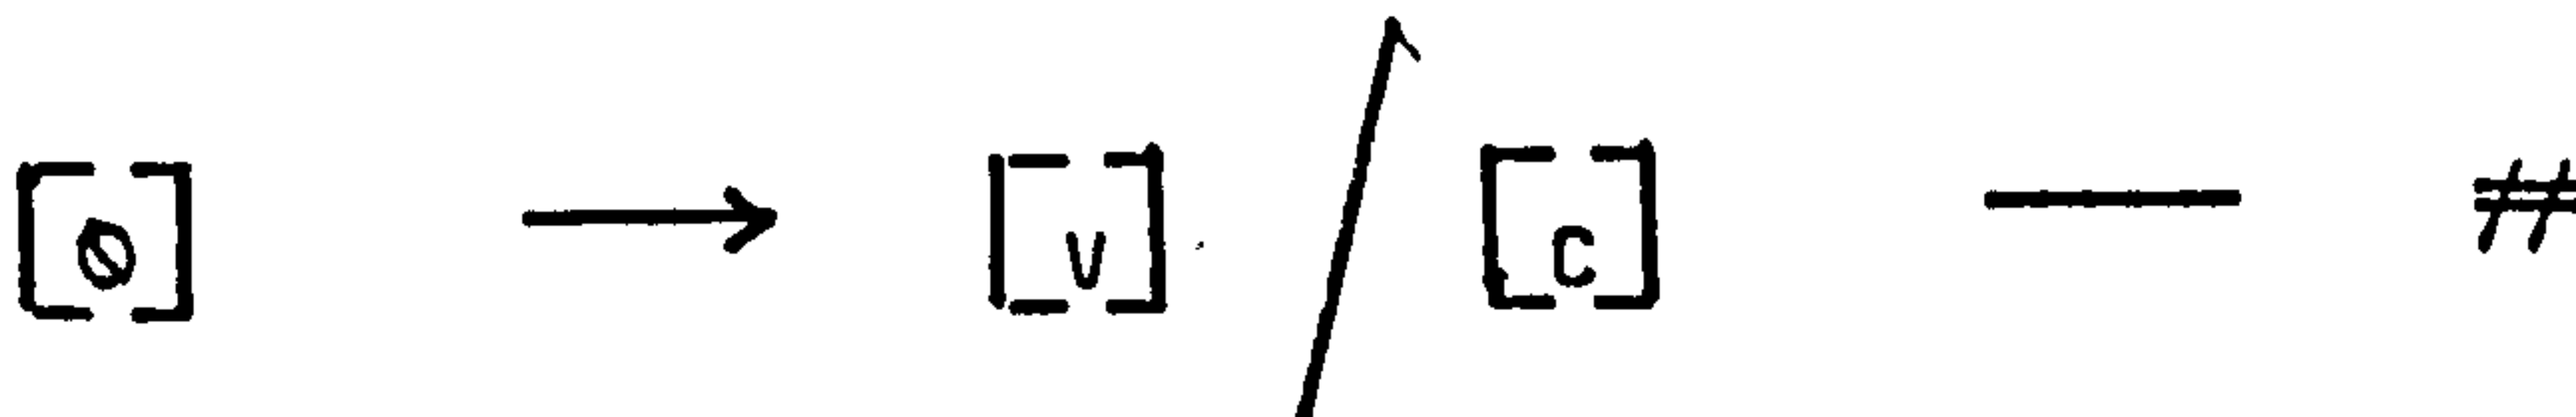 [∅] → [V] / [C] — #